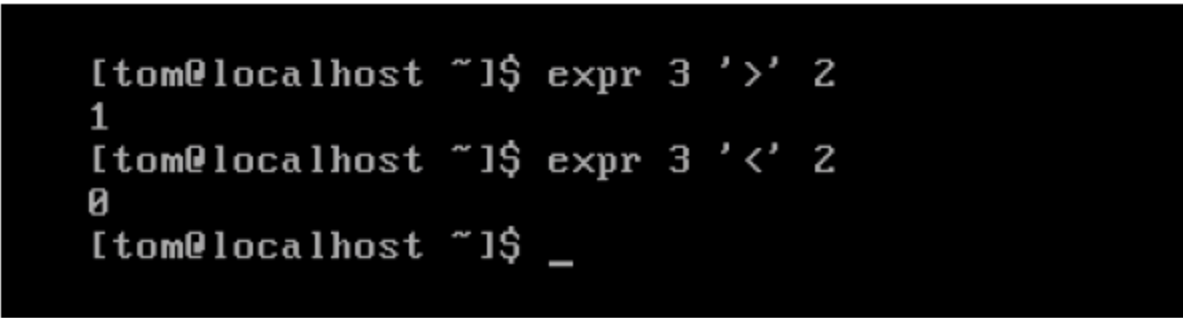 [tom@localhost ~]$ expr 3 '>' 2
1
[tom@localhost ~]$ expr 3 '<' 2
0
[tom@localhost ~]$ _